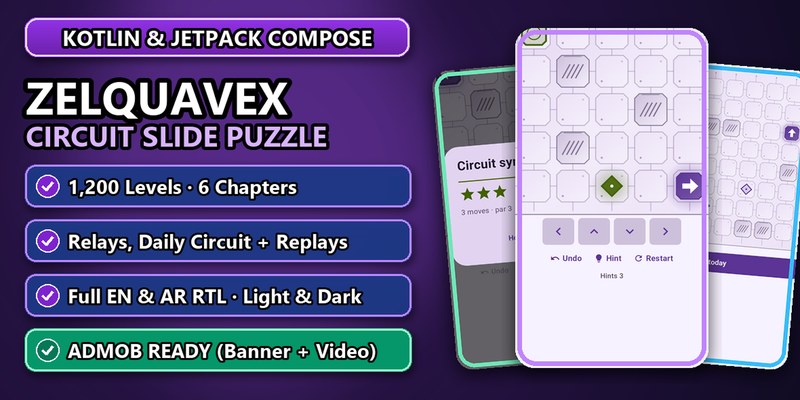 KOTLIN & JETPACK COMPOSE
ZELQUAVEX
CIRCUIT SLIDE PUZZLE
1,200 Levels · 6 Chapters
Relays, Daily Circuit + Replays
Full EN & AR RTL · Light & Dark
ADMOB READY (Banner + Video)
Circuit
3 moves · par 3
Undo
Undo
Hint
Restart
Hints 3
today